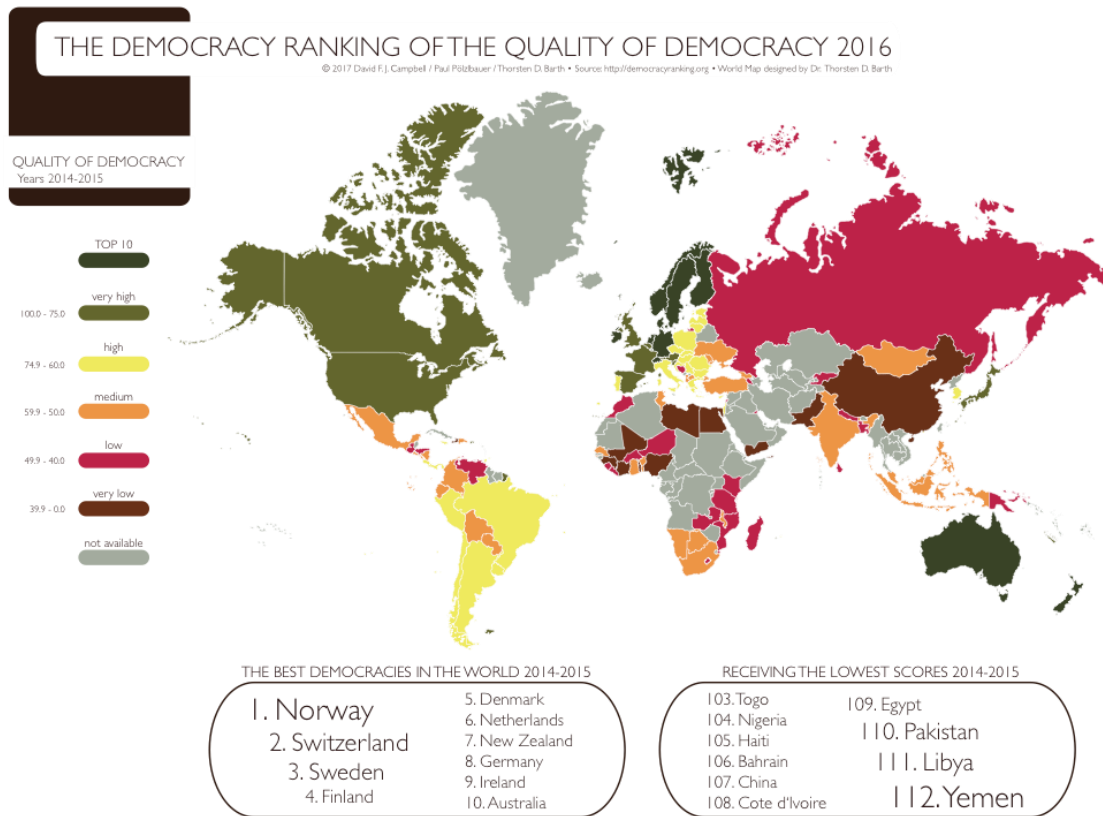 THE DEMOCRACY RANKING OF THE QUALITY OF DEMOCRACY 2016
© 2017 David F. J. Campbell / Paul Pölzlbauer / Thorsten D. Barth • Source: http://democracyranking.org • World Map designed by Dr. Thorsten D. Barth
QUALITY OF DEMOCRACY
Years 2014-2015
TOP 10
very high
100.0 - 75.0
high
74.9 - 60.0
medium
59.9 - 50.0
low
49.9 - 40.0
very low
39.9 - 0.0
not available
THE BEST DEMOCRACIES IN THE WORLD 2014-2015
1. Norway
2. Switzerland
3. Sweden
4. Finland
5. Denmark
6. Netherlands
7. New Zealand
8. Germany
9. Ireland
10. Australia
RECEIVING THE LOWEST SCORES 2014-2015
103. Togo
104. Nigeria
105. Haiti
106. Bahrain
107. China
108. Cote d'Ivoire
109. Egypt
110. Pakistan
111. Libya
112. Yemen